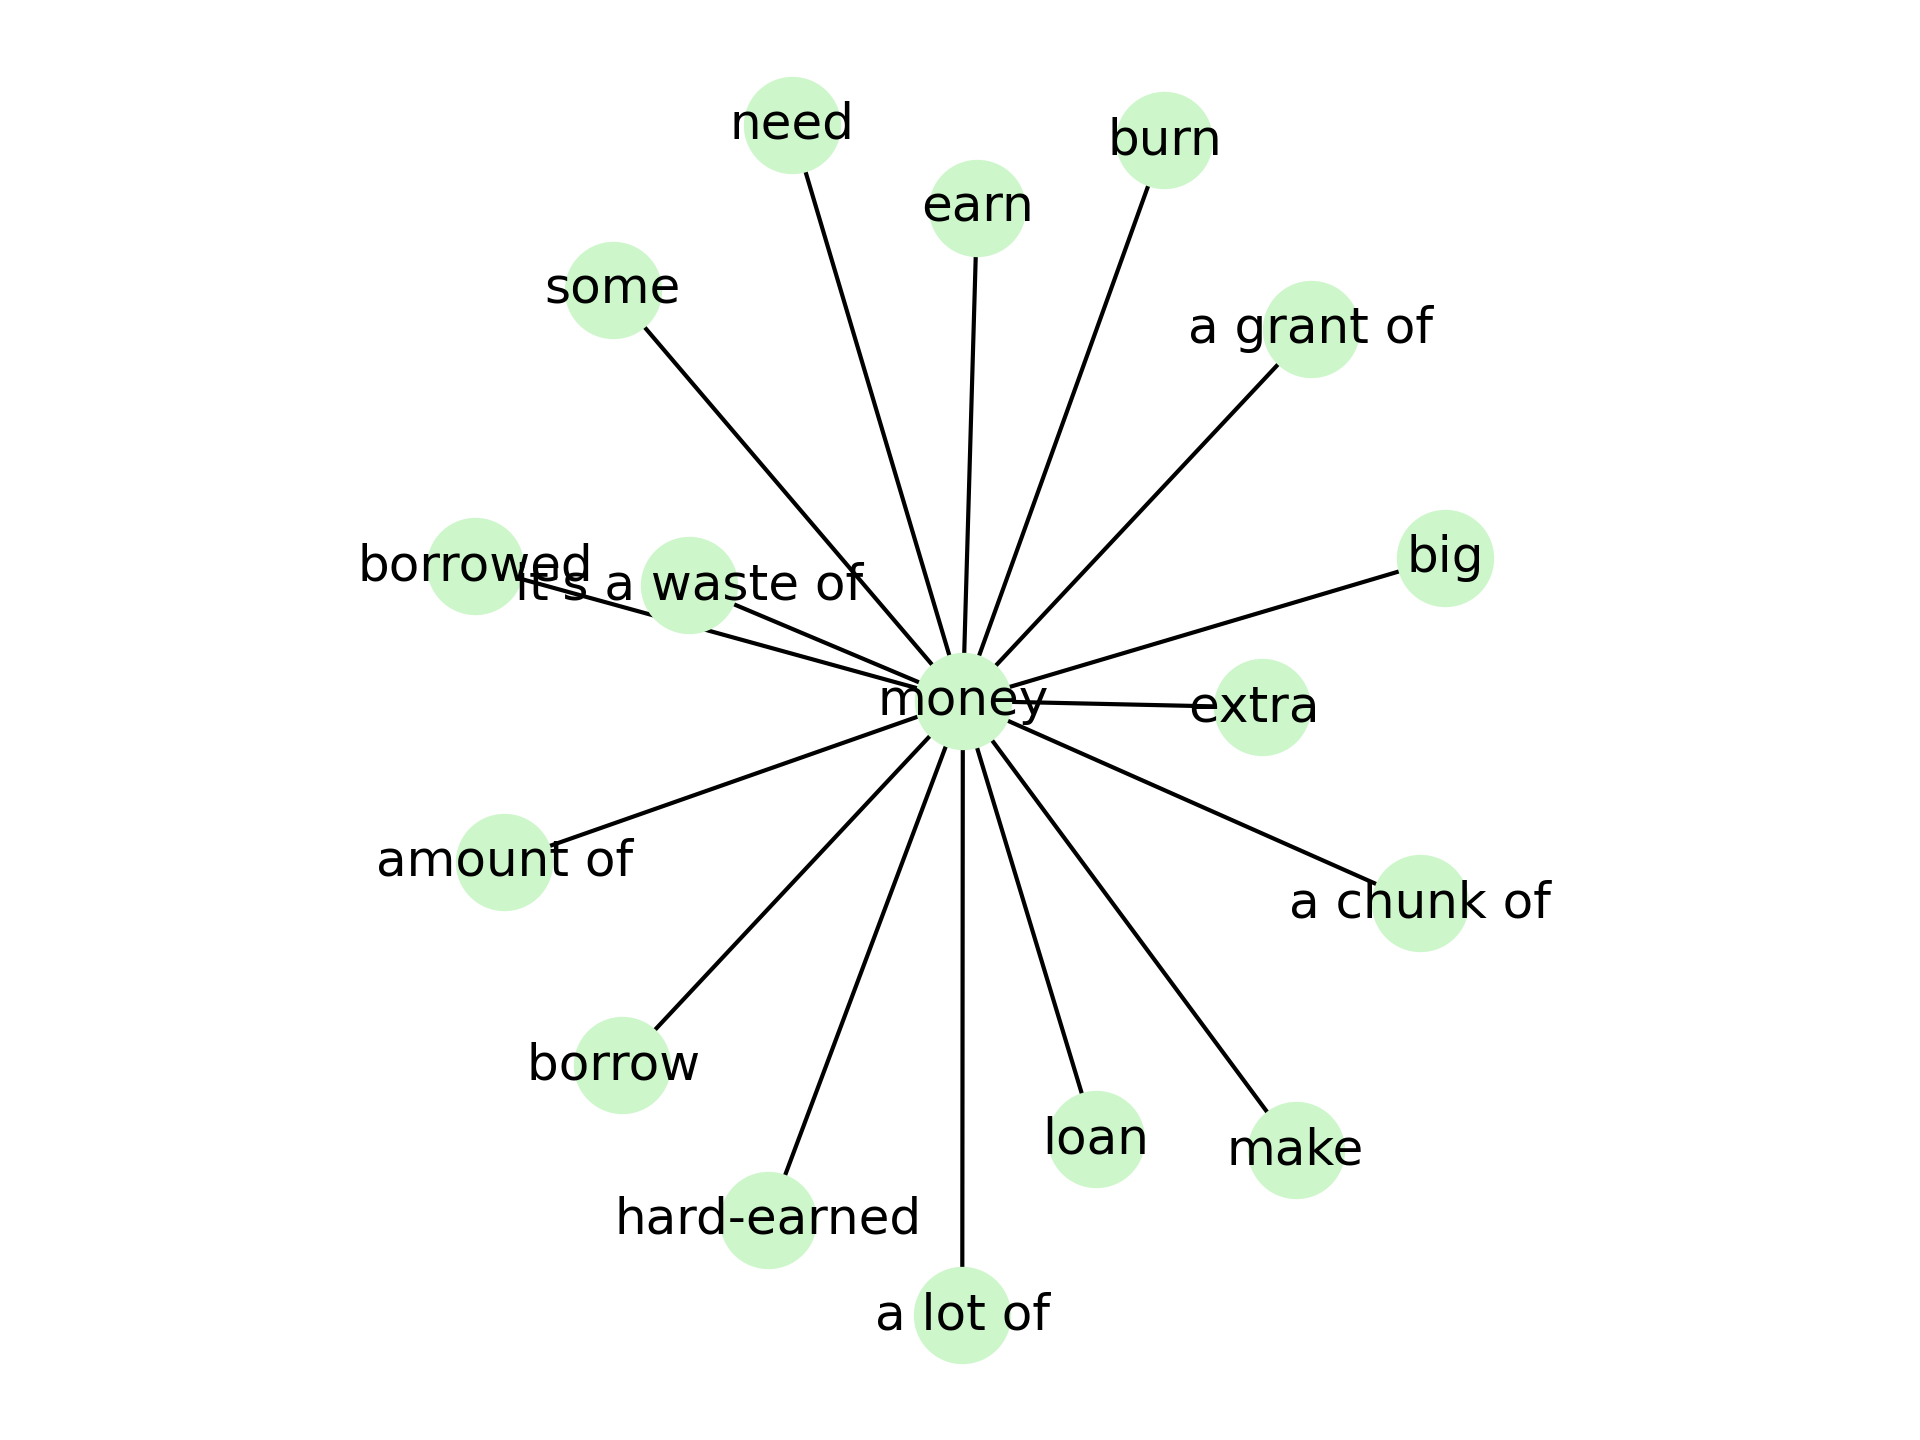 need
burn
earn
some
a grant of
big
borrowed
it's a waste of
money
extra
amount of
a chunk of
borrow
loan
make
hard-earned
a lot of